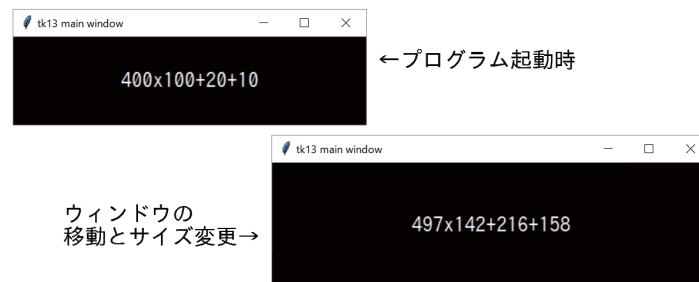 tk13 main window
400x100+20+10
←プログラム起動時
tk13 main window
497x142+216+158
ウィンドウの
移動とサイズ変更→